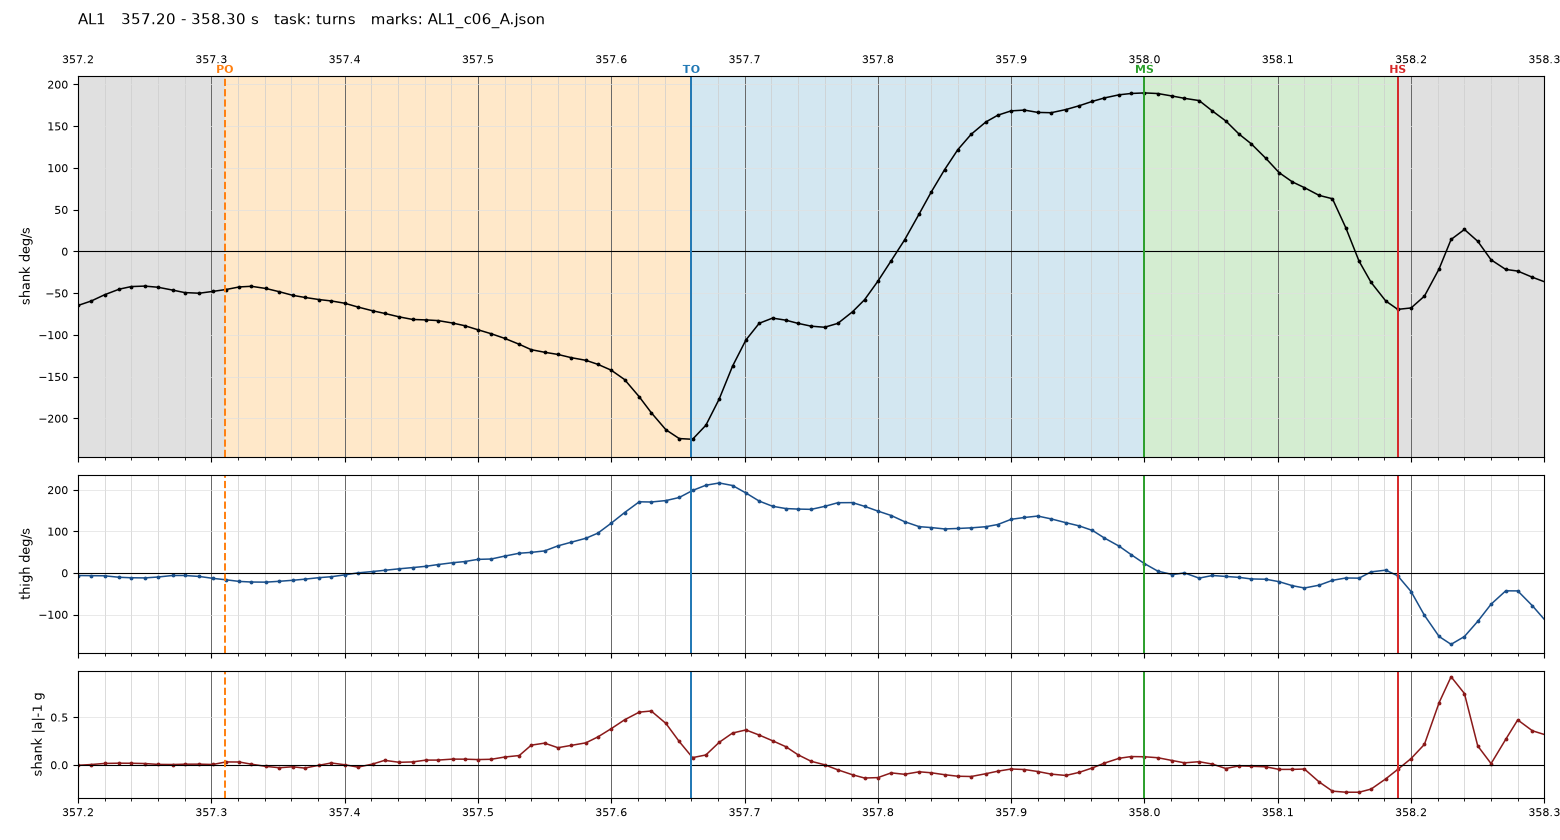 AL1   357.20 - 358.30 s   task: turns   marks: AL1_c06_A.json
357.2 357.3 357.4 357.5 357.6 357.7 357.8 357.9 358.0 358.1 358.2 358.3
PO TO MS HS
shank deg/s
200
150
100
50
0
−50
−100
−150
−200
thigh deg/s
200
100
0
−100
shank |a|-1 g
0.5
0.0
357.2 357.3 357.4 357.5 357.6 357.7 357.8 357.9 358.0 358.1 358.2 358.3